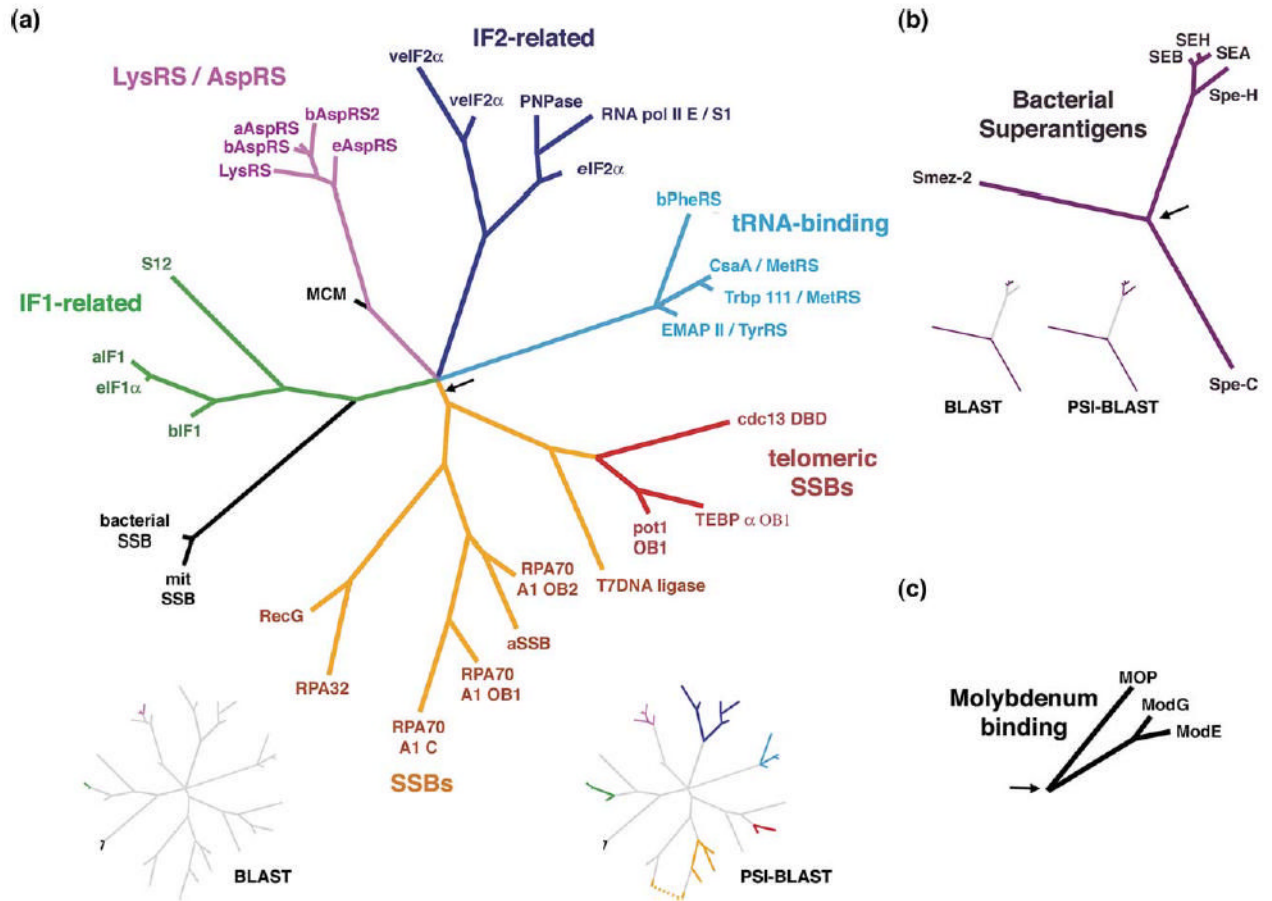 (a)
IF2-related
veIF2α
veIF2α
PNPase
RNA pol II E / S1
eIF2α
LysRS / AspRS
bAspRS2
aAspRS
bAspRS
eAspRS
LysRS
MCM
bPheRS
tRNA-binding
CsaA / MetRS
Trbp 111 / MetRS
EMAP II / TyrRS
S12
IF1-related
aIF1
eIF1α
bIF1
bacterial
SSB
mit
SSB
cdc13 DBD
telomeric
SSBs
TEBP α OB1
pot1
OB1
T7DNA ligase
RPA70
A1 OB2
aSSB
RPA70
A1 OB1
RecG
RPA32
RPA70
A1 C
SSBs
BLAST
PSI-BLAST
(b)
SEH
SEB
SEA
Spe-H
Bacterial
Superantigens
Smez-2
Spe-C
BLAST
PSI-BLAST
(c)
Molybdenum
binding
MOP
ModG
ModE